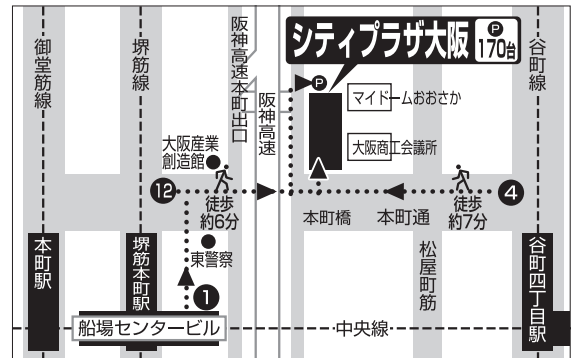 シティプラザ大阪
P
170台
御堂筋線
堺筋線
阪神高速本町出口
阪神高速
谷町線
P
マイドームおおさか
大阪商工会議所
大阪産業
創造館
12
徒歩
約6分
本町橋
本町通
徒歩
約7分
4
東警察
1
松屋町筋
本町駅
堺筋本町駅
谷町四丁目駅
船場センタービル
中央線